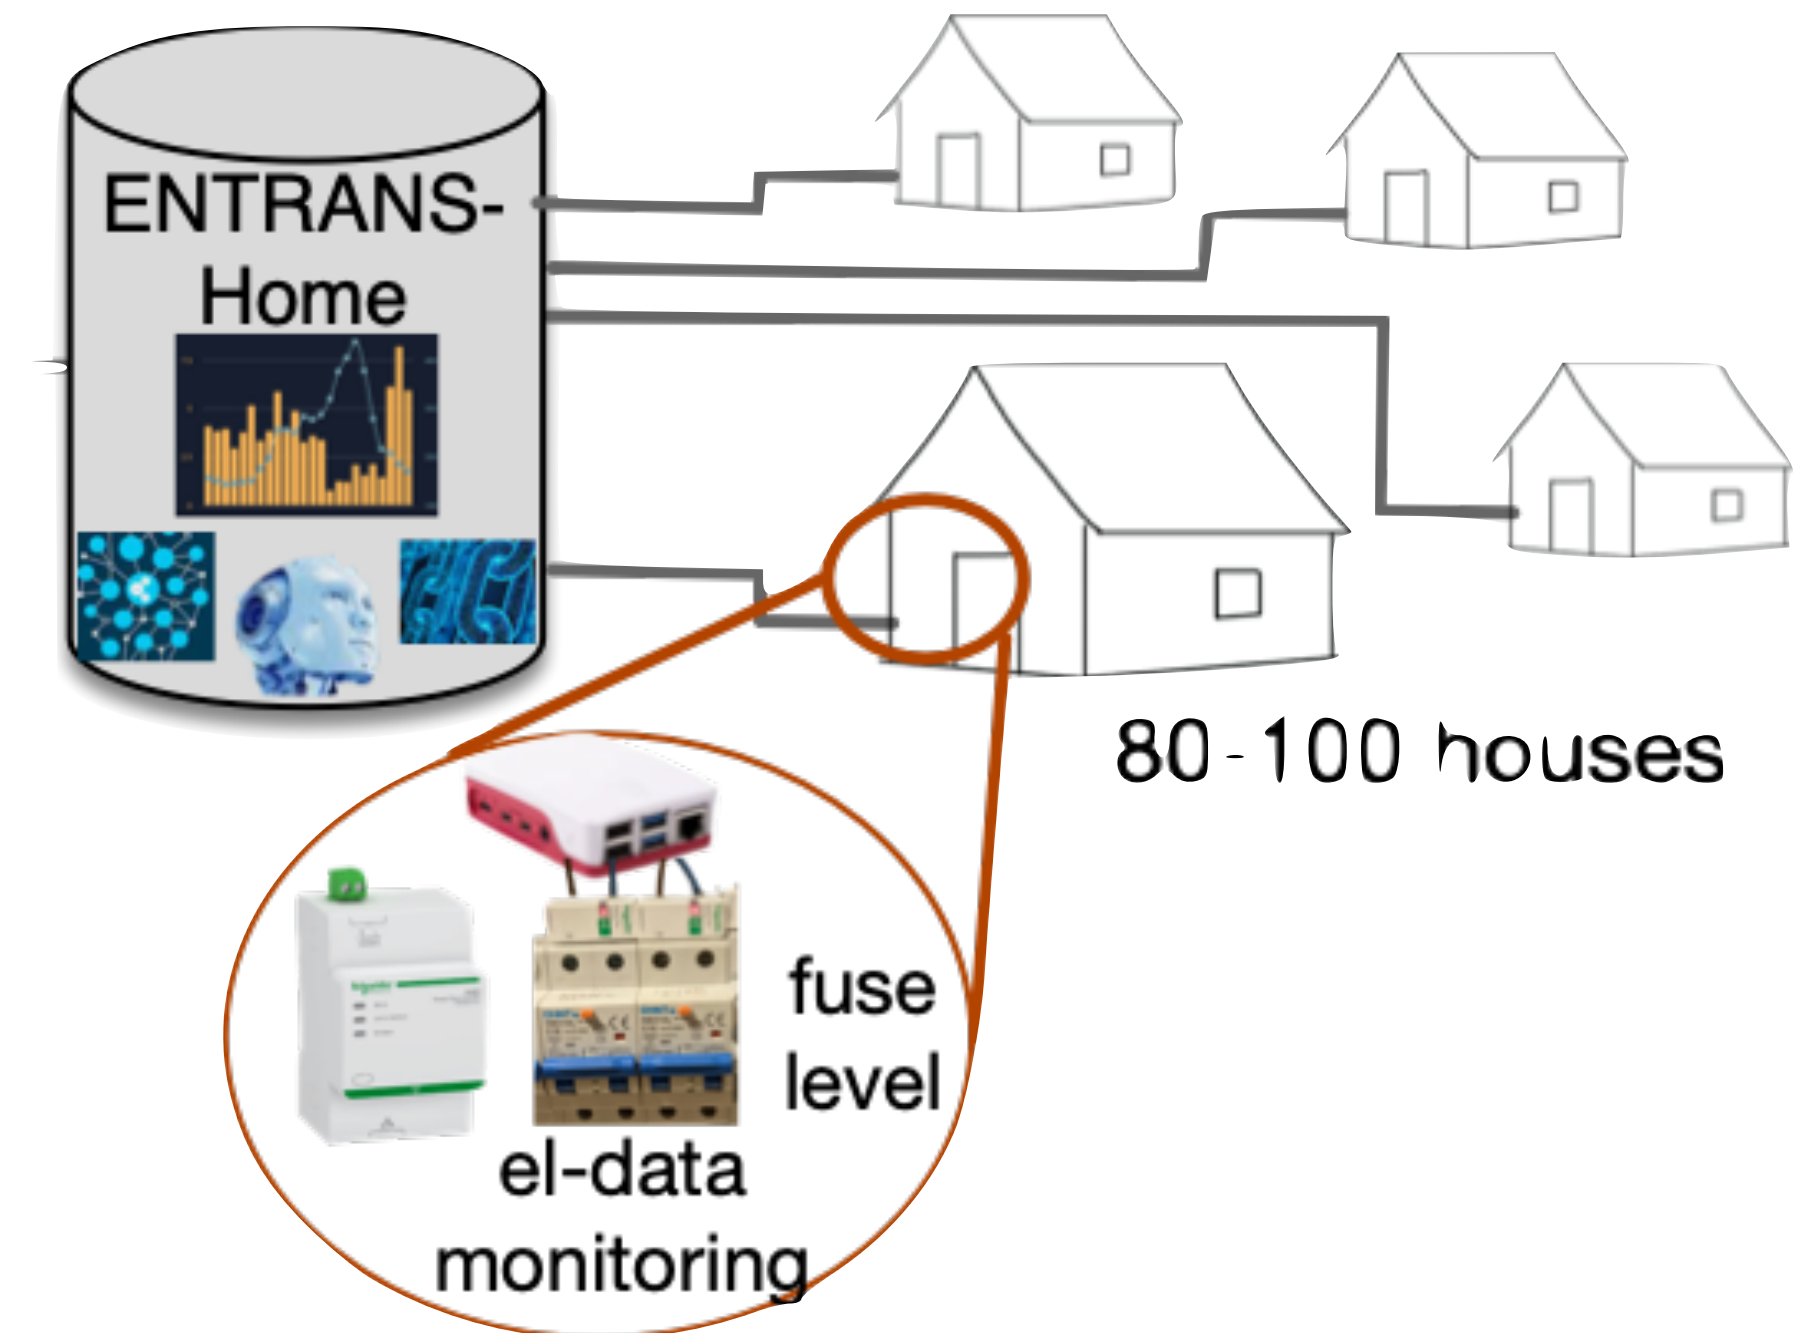 ENTRANS-
Home
80-100 houses
fuse
level
el-data
monitoring